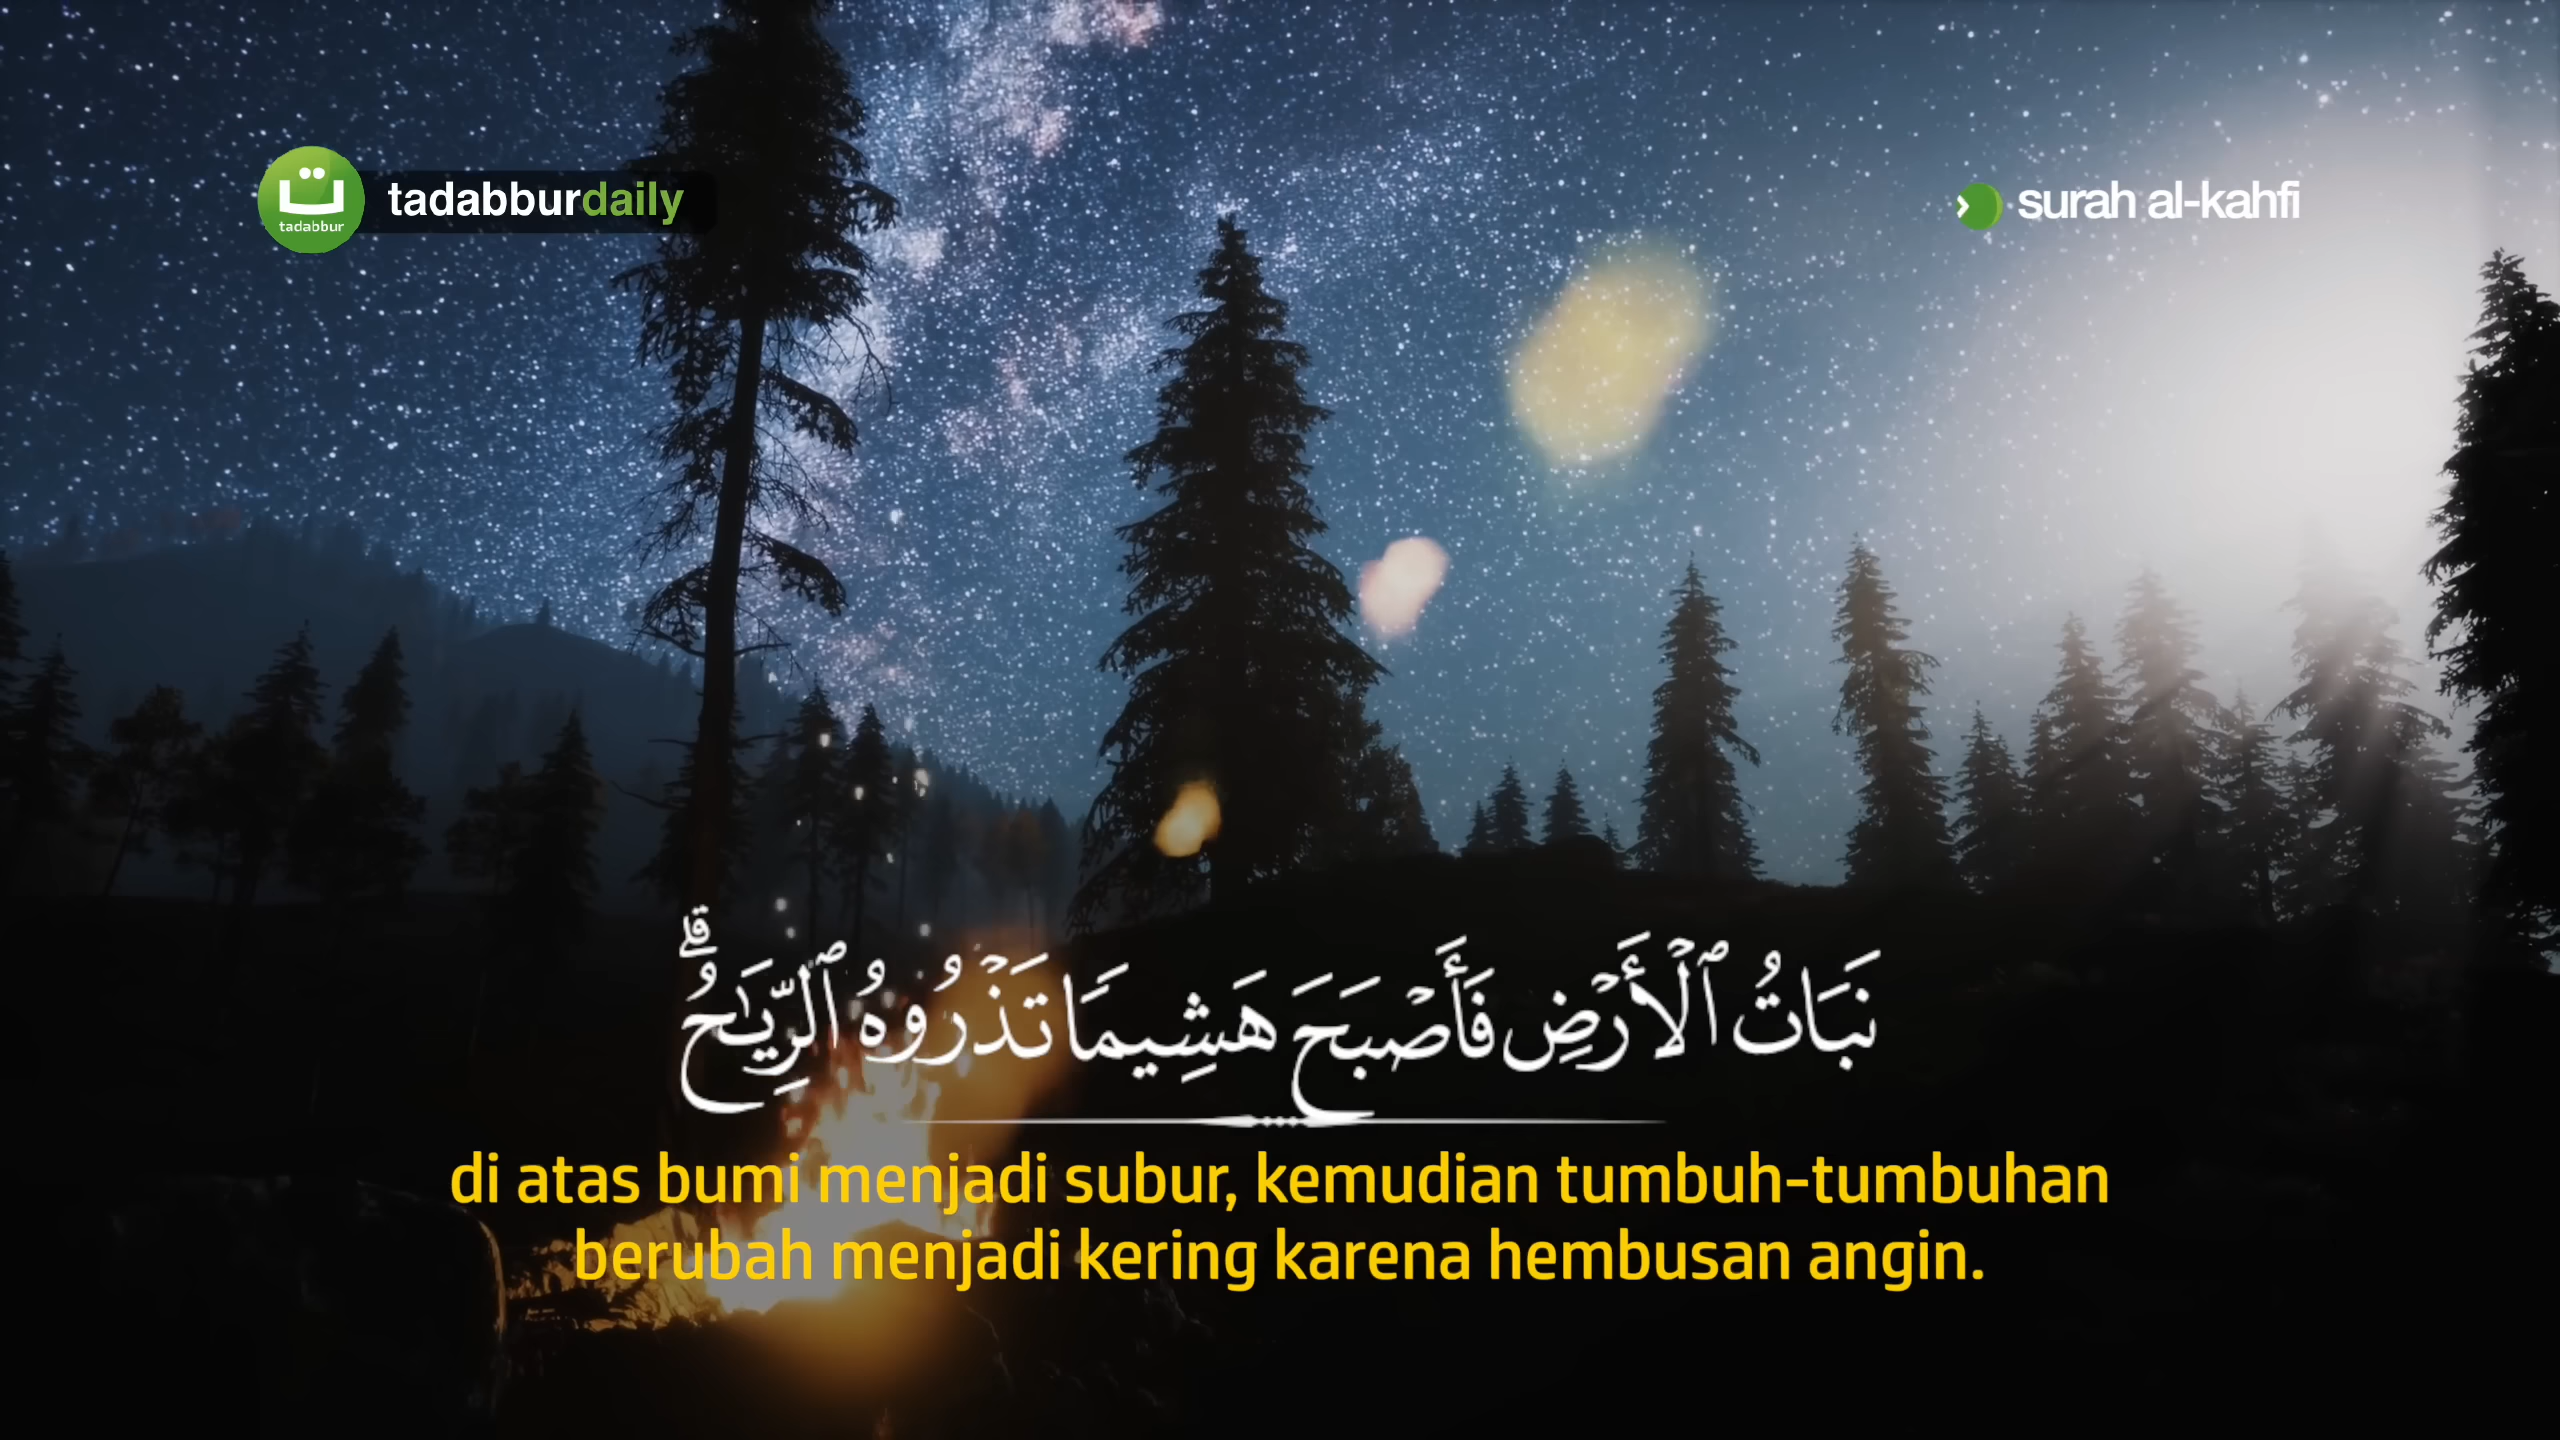 ت
tadabbur
tadabburdaily
surah al-kahfi
نَبَاتُ ٱلْأَرْضِ فَأَصْبَحَ هَشِيمًا تَذْرُوهُ ٱلرِّيَٰحُ ۗ
di atas bumi menjadi subur, kemudian tumbuh-tumbuhan
berubah menjadi kering karena hembusan angin.